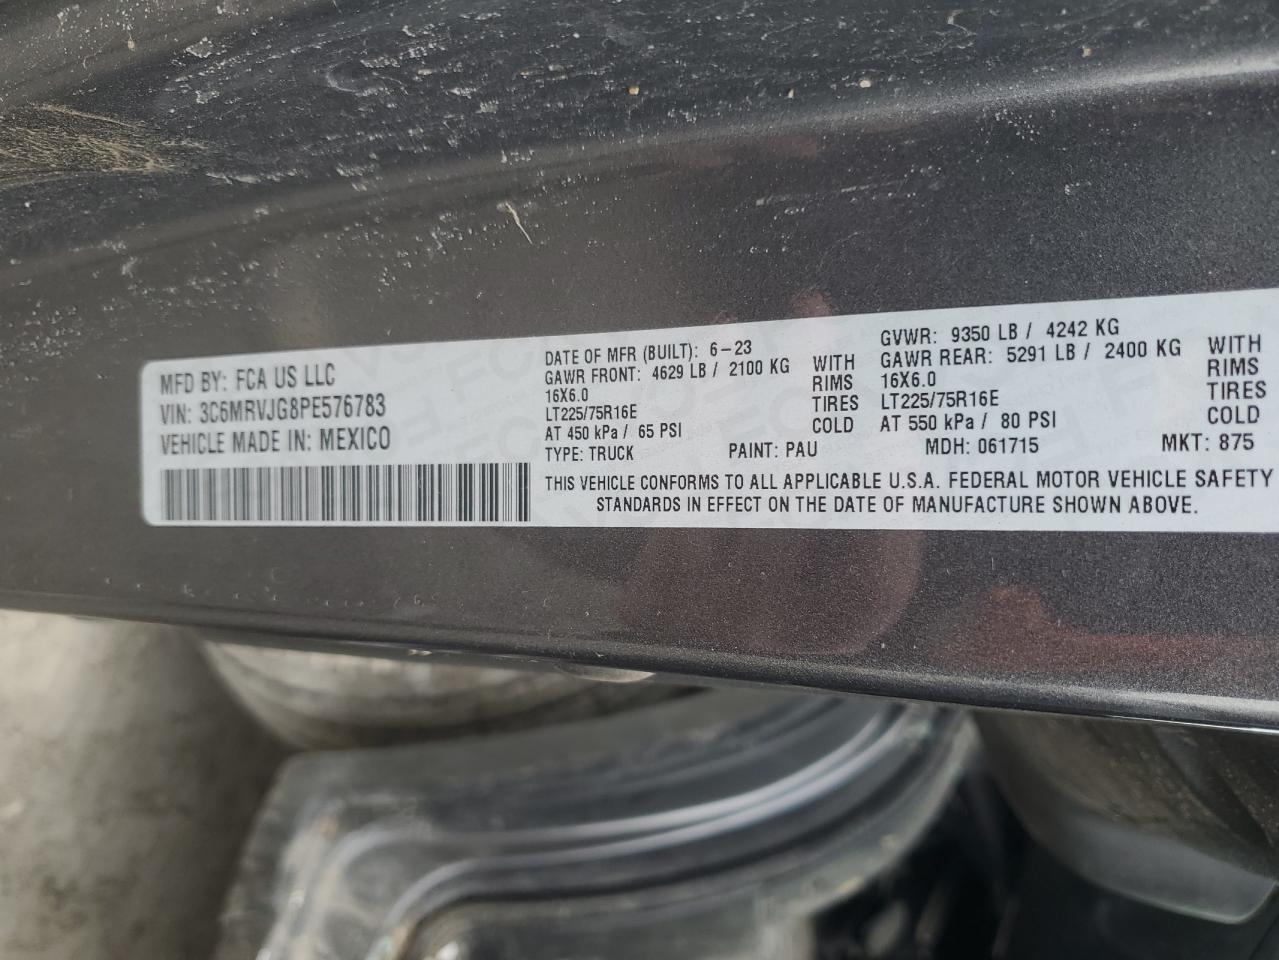 MFD BY: FCA US LLC
VIN: 3C6MRVJG8PE576783
VEHICLE MADE IN: MEXICO
DATE OF MFR (BUILT): 6-23
GAWR FRONT: 4629 LB / 2100 KG WITH
16X6.0 RIMS
LT225/75R16E TIRES
AT 450 kPa / 65 PSI COLD
GVWR: 9350 LB / 4242 KG
GAWR REAR: 5291 LB / 2400 KG WITH
16X6.0 RIMS
LT225/75R16E TIRES
AT 550 kPa / 80 PSI COLD
TYPE: TRUCK PAINT: PAU MDH: 061715 MKT: 875
THIS VEHICLE CONFORMS TO ALL APPLICABLE U.S.A. FEDERAL MOTOR VEHICLE SAFETY
STANDARDS IN EFFECT ON THE DATE OF MANUFACTURE SHOWN ABOVE.